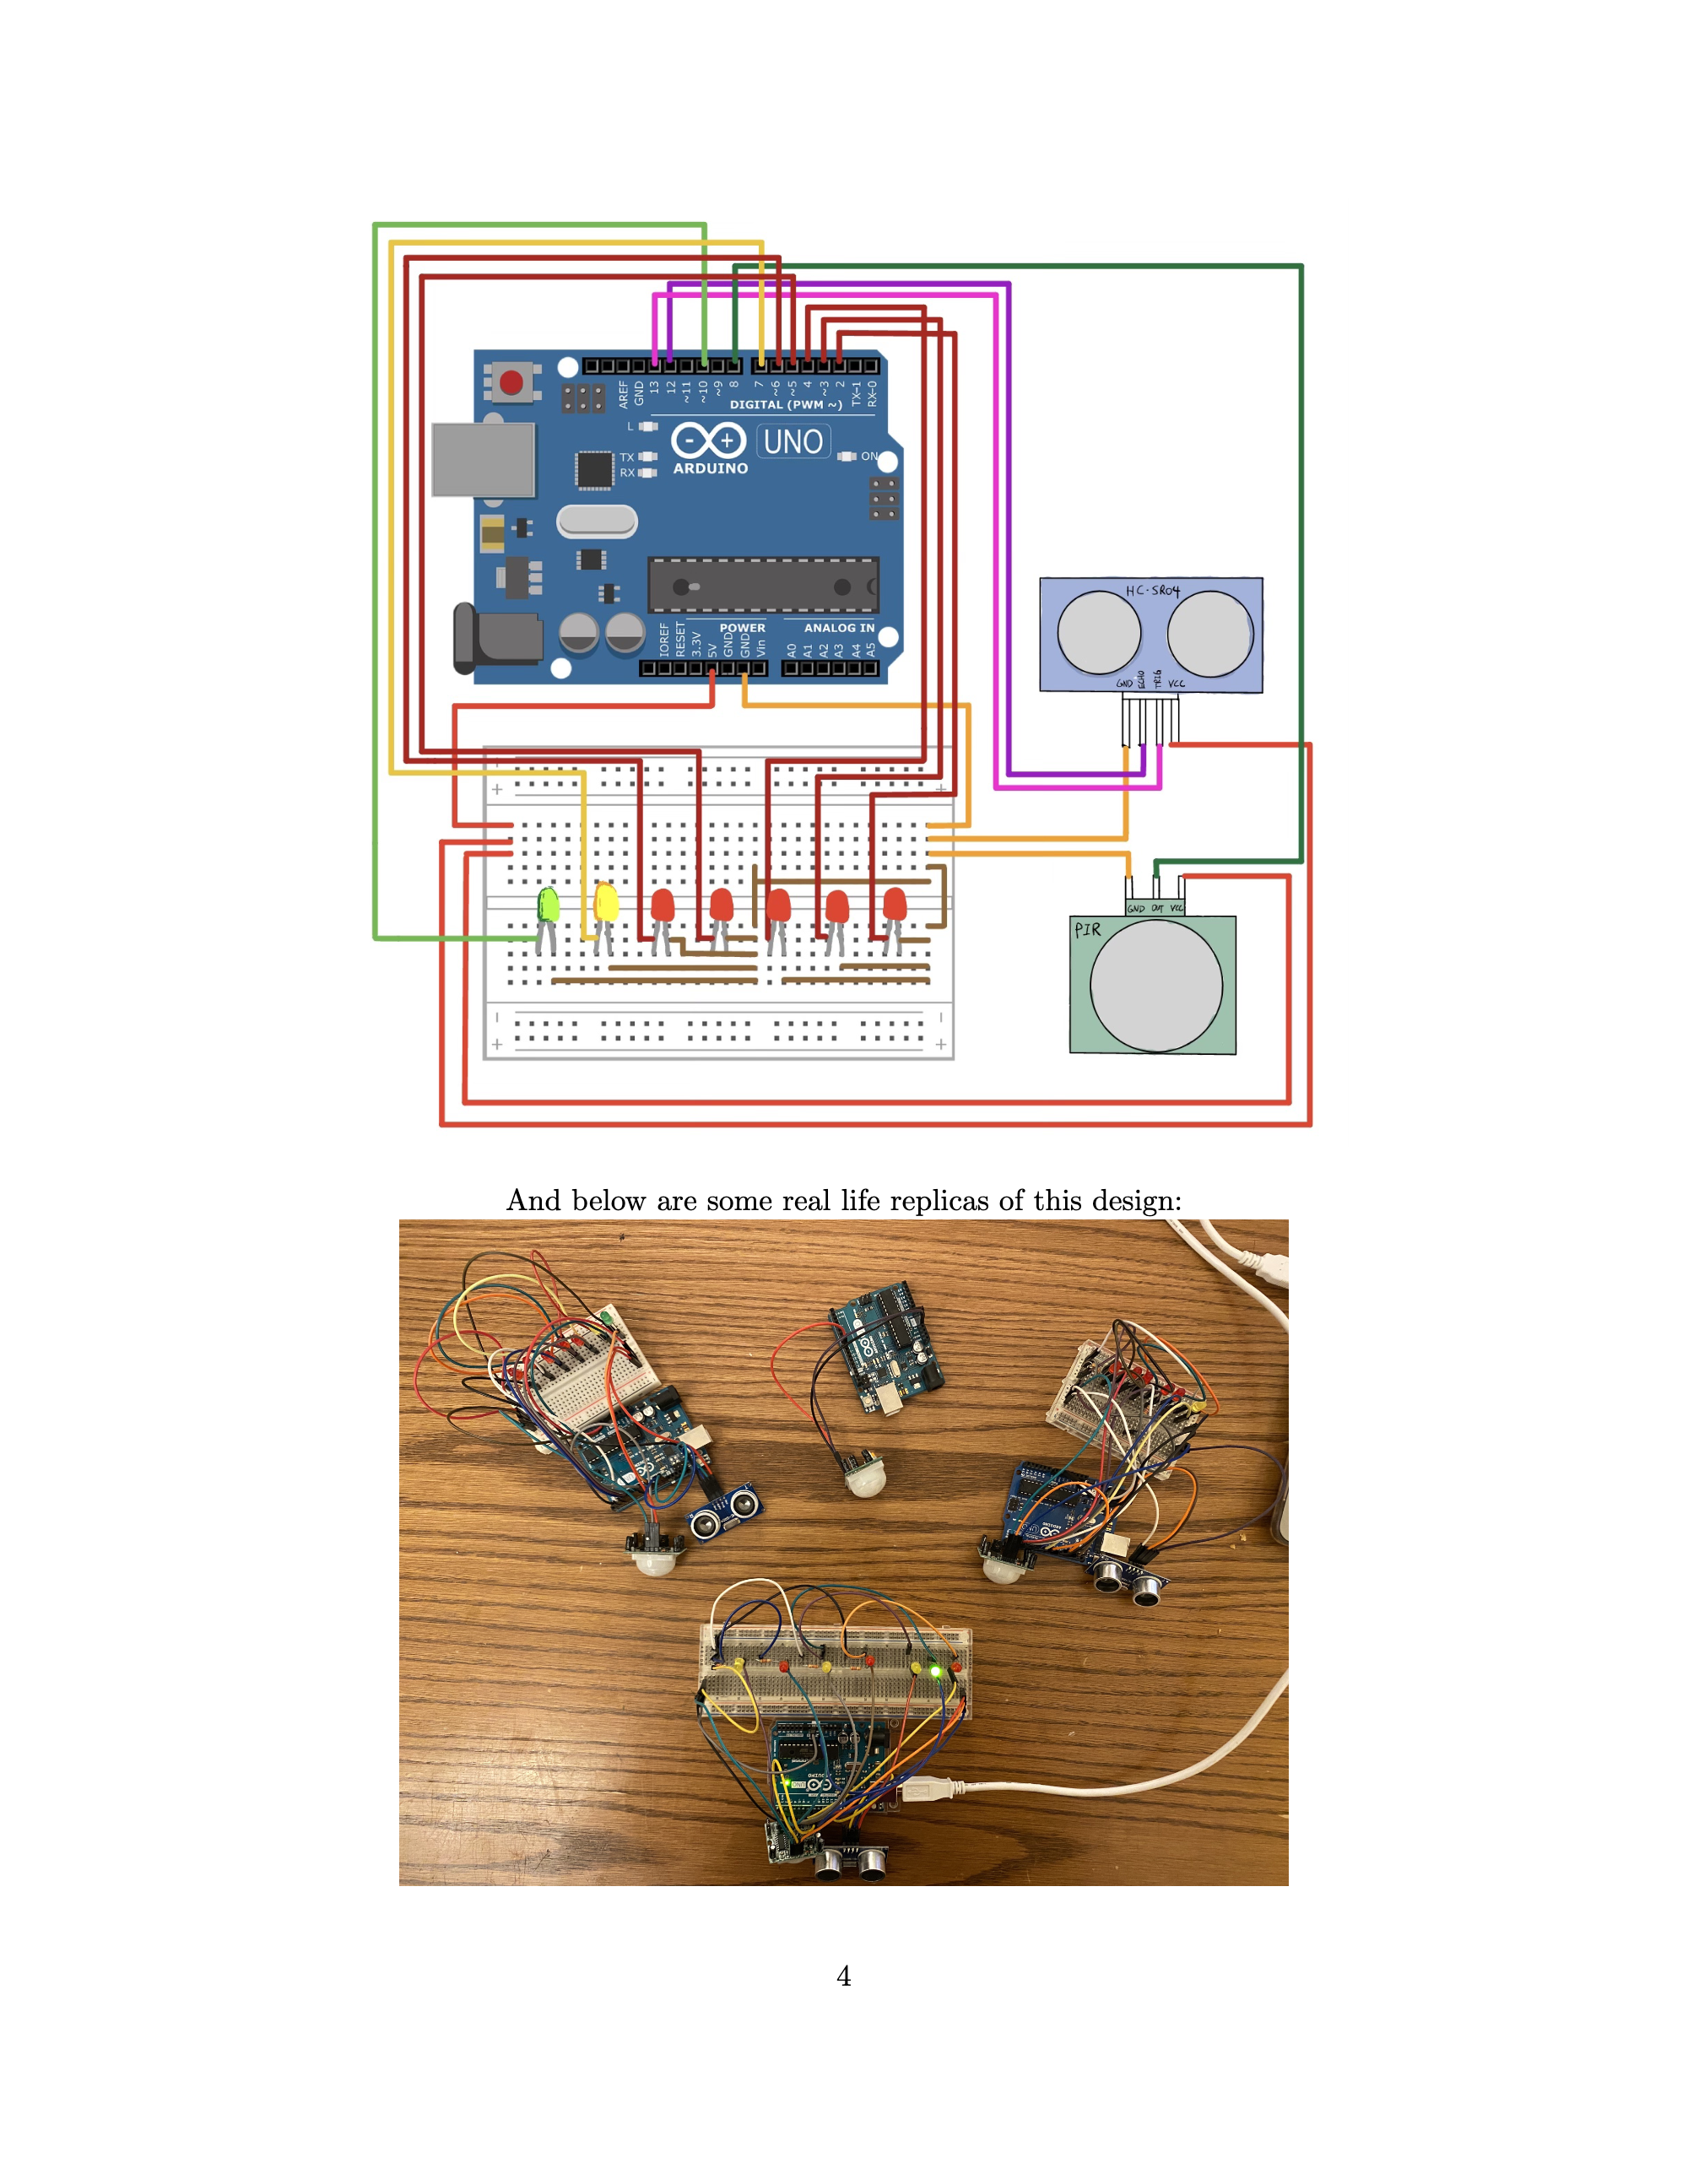 AREF
GND
13
12
~11
~10
~9
8
7
~6
~5
4
~3
2
TX→1
RX←0
DIGITAL (PWM ~)
L
TX
RX
ARDUINO
UNO
ON
POWER
ANALOG IN
IOREF
RESET
3.3V
5V
GND
GND
Vin
A0
A1
A2
A3
A4
A5
HC-SR04
GND
ECHO
TRIG
VCC
GND
OUT
VCC
PIR
And below are some real life replicas of this design:
4